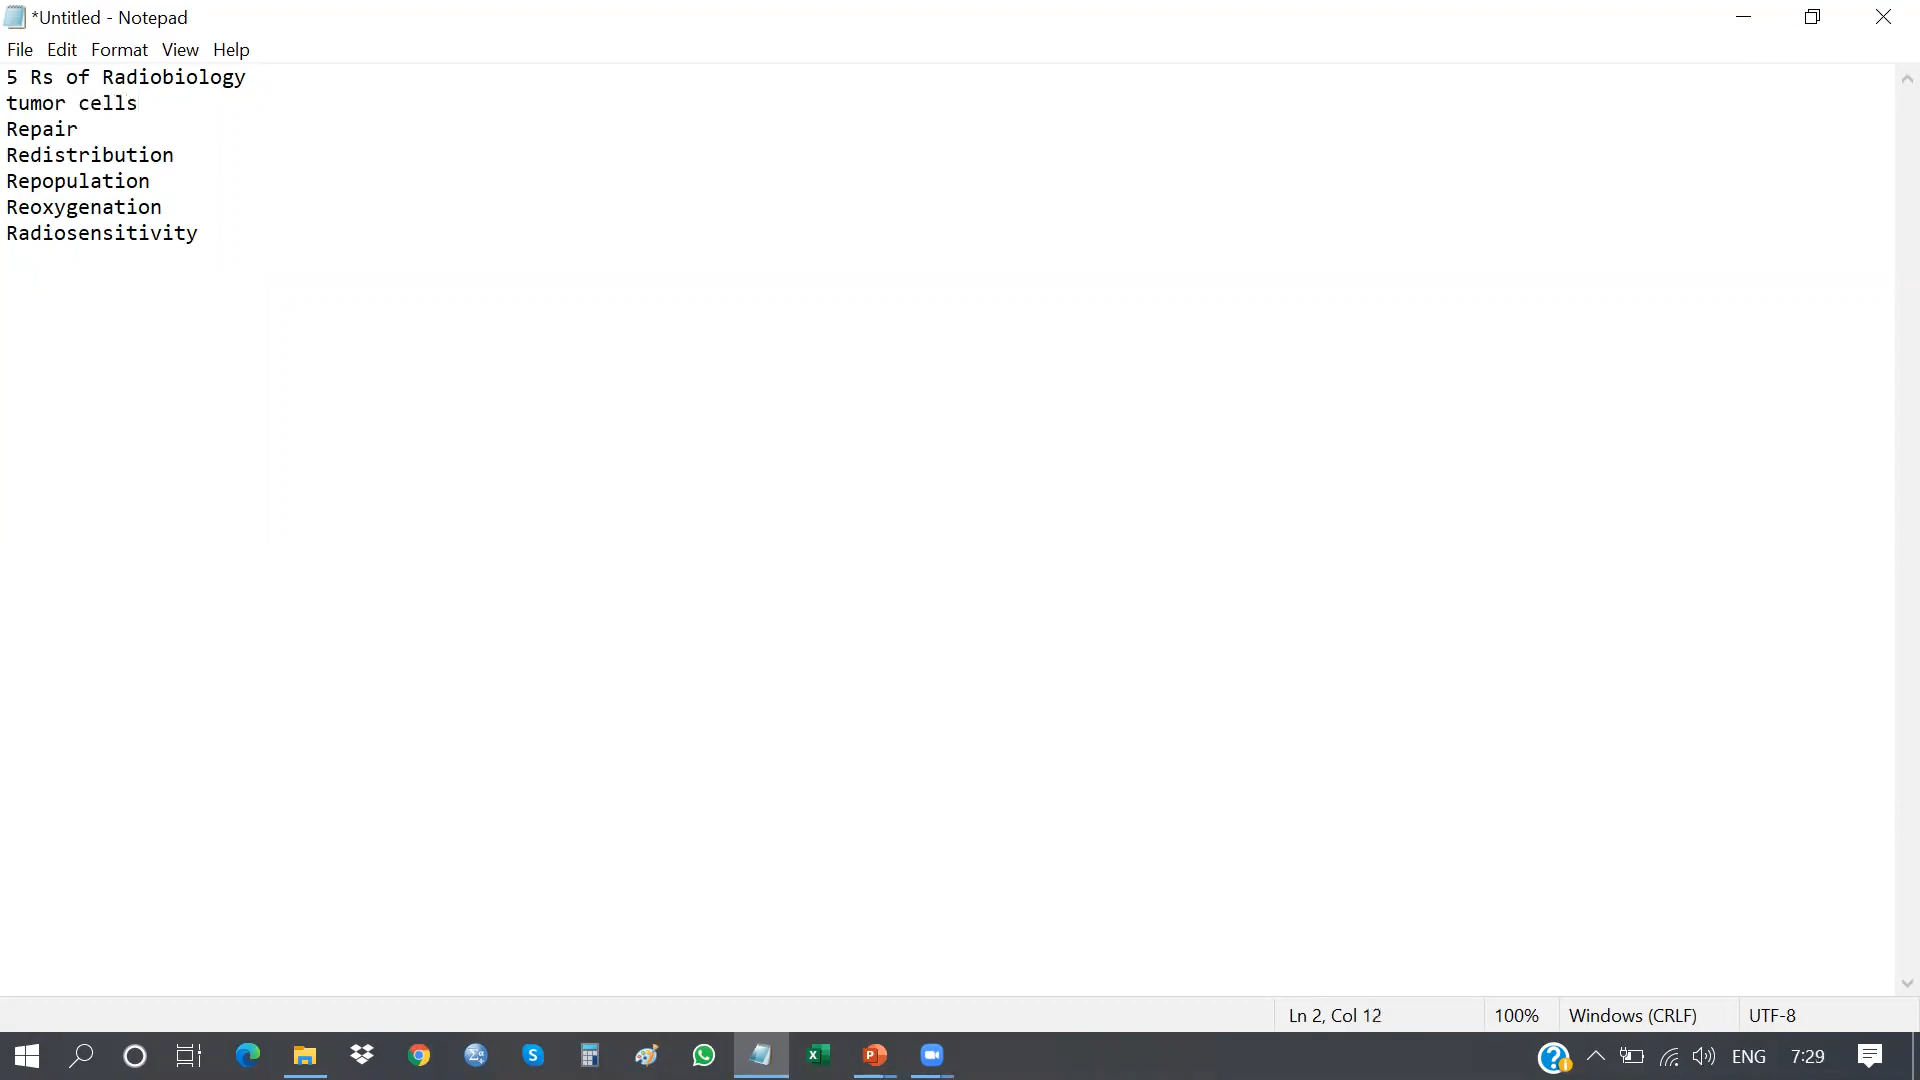 *Untitled - Notepad
File Edit Format View Help
5 Rs of Radiobiology
tumor cells
Repair
Redistribution
Repopulation
Reoxygenation
Radiosensitivity
Ln 2, Col 12 100% Windows (CRLF) UTF-8
ENG 7:29